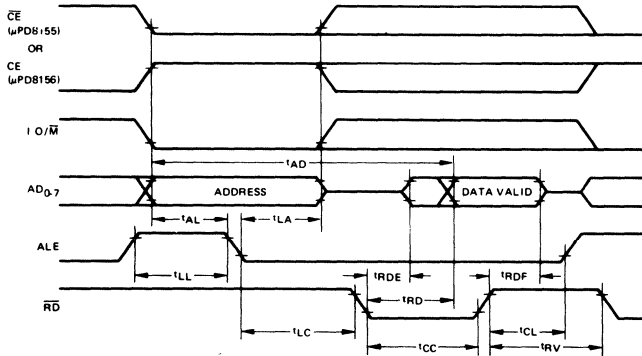 CE
(μPD8155)
OR
CE
(μPD8156)
IO/M
tAD
AD0-7
ADDRESS
DATA VALID
tAL
tLA
ALE
tLL
tRDE
tRDF
tRD
RD
tLC
tCC
tCL
tRV